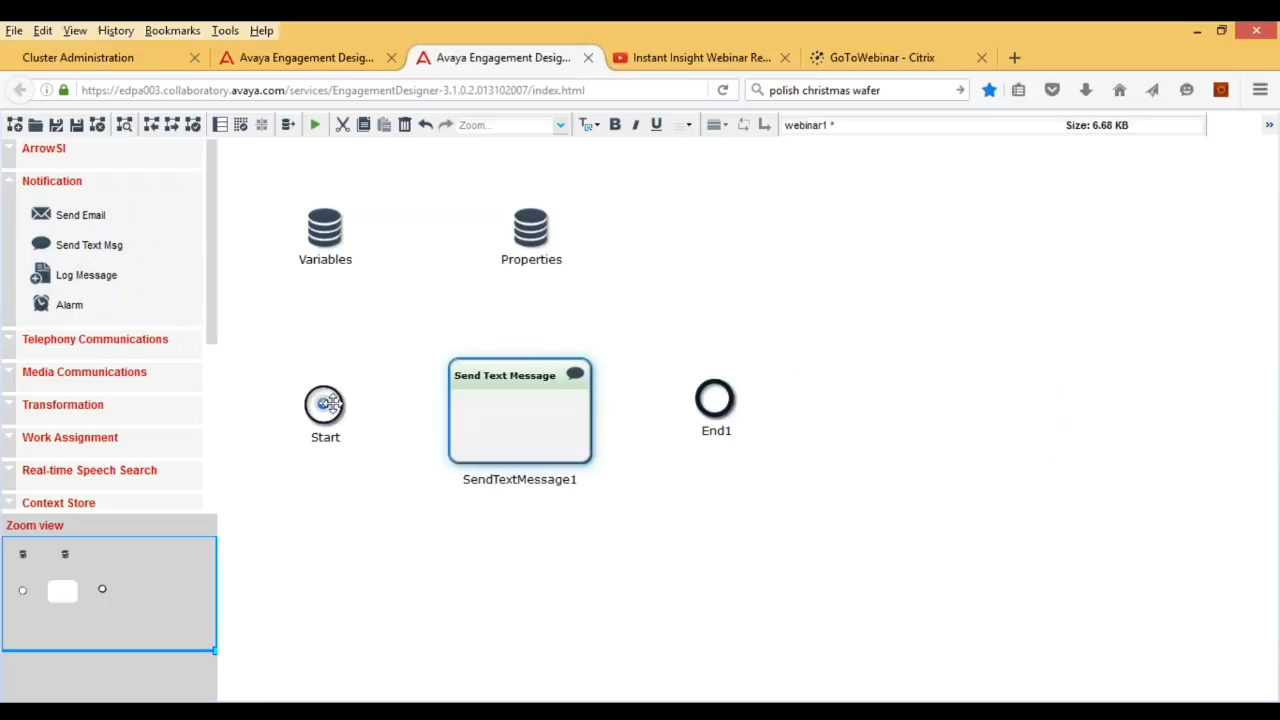 File Edit View History Bookmarks Tools Help
Cluster Administration Avaya Engagement Desig... Avaya Engagement Desig... Instant Insight Webinar Re... GoToWebinar - Citrix
https://edpa003.collaboratory.avaya.com/services/EngagementDesigner-3.1.0.2.013102007/index.html polish christmas wafer
Zoom... B i U webinar1 * Size: 6.68 KB
ArrowSI
Notification
Send Email
Send Text Msg
Log Message
Alarm
Telephony Communications
Media Communications
Transformation
Work Assignment
Real-time Speech Search
Context Store
Zoom view
Variables Properties
Send Text Message
Start End1
SendTextMessage1